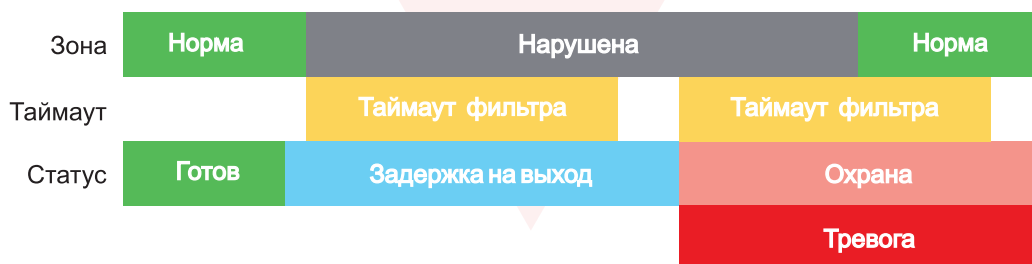 Зона Норма Нарушена Норма
Таймаут Таймаут фильтра Таймаут фильтра
Статус Готов Задержка на выход Охрана
Тревога